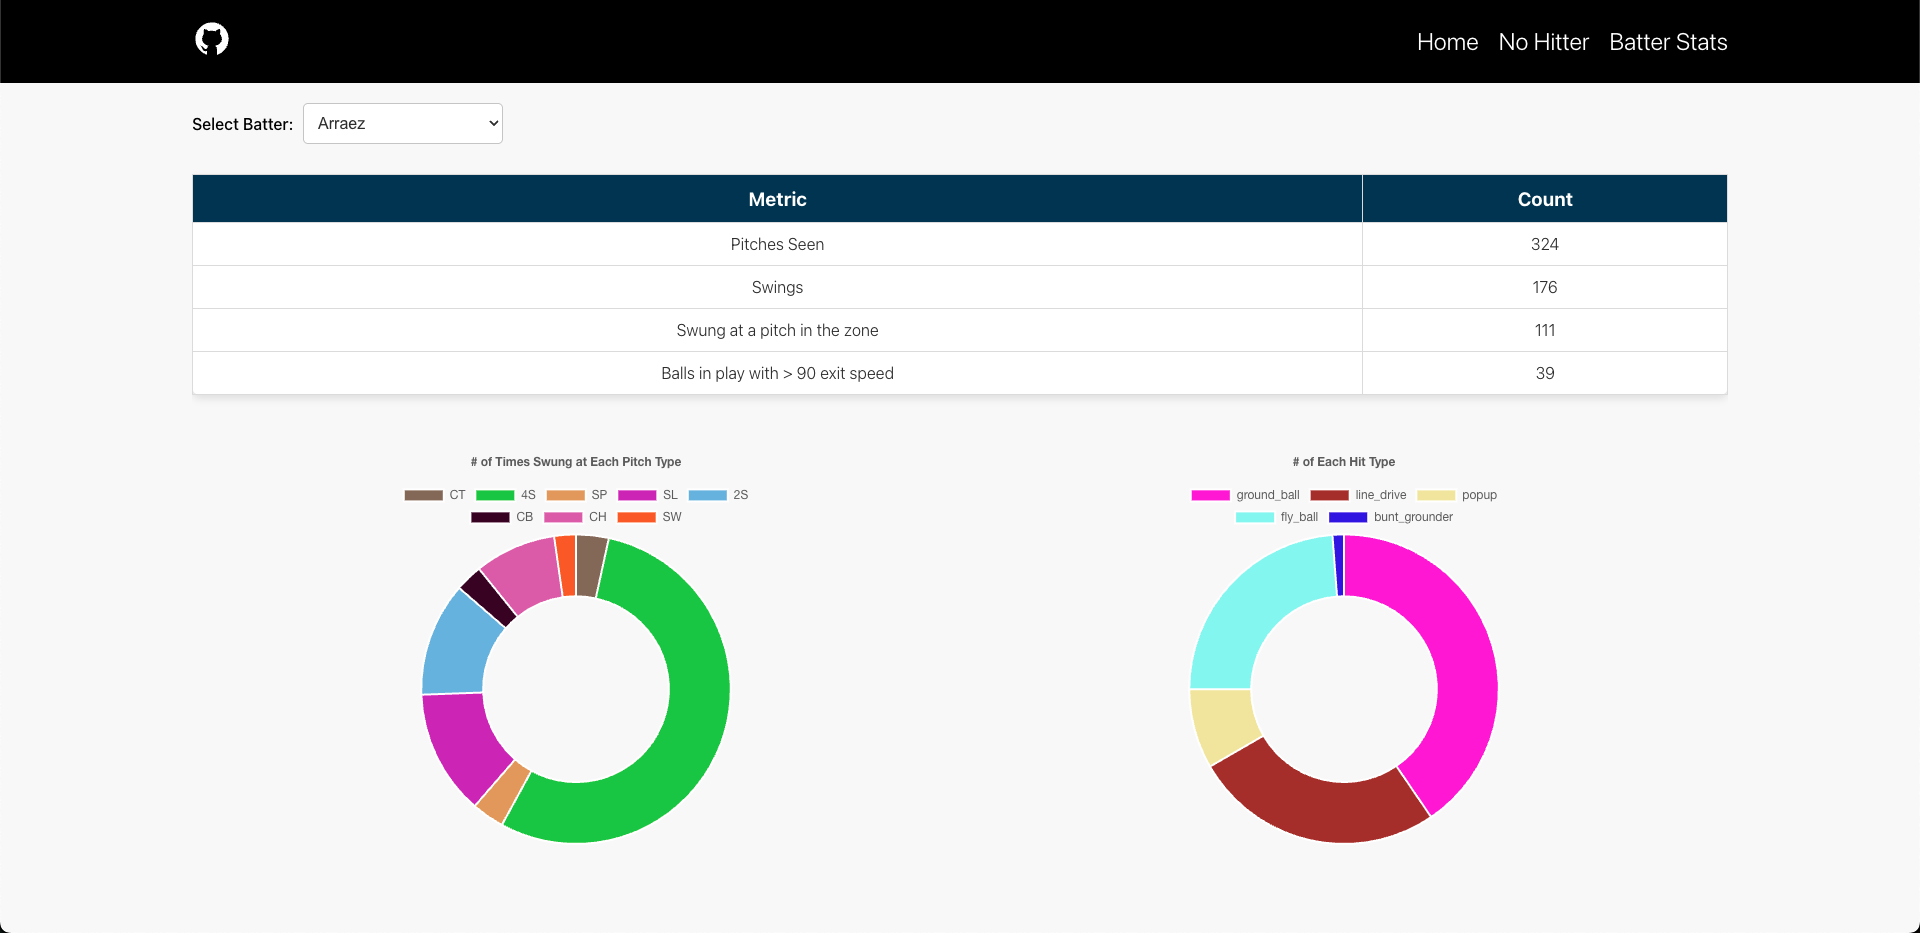 Home No Hitter Batter Stats
Select Batter: Arraez
Metric Count
Pitches Seen 324
Swings 176
Swung at a pitch in the zone 111
Balls in play with > 90 exit speed 39
# of Times Swung at Each Pitch Type
CT 4S SP SL 2S
CB CH SW
# of Each Hit Type
ground_ball line_drive popup
fly_ball bunt_grounder